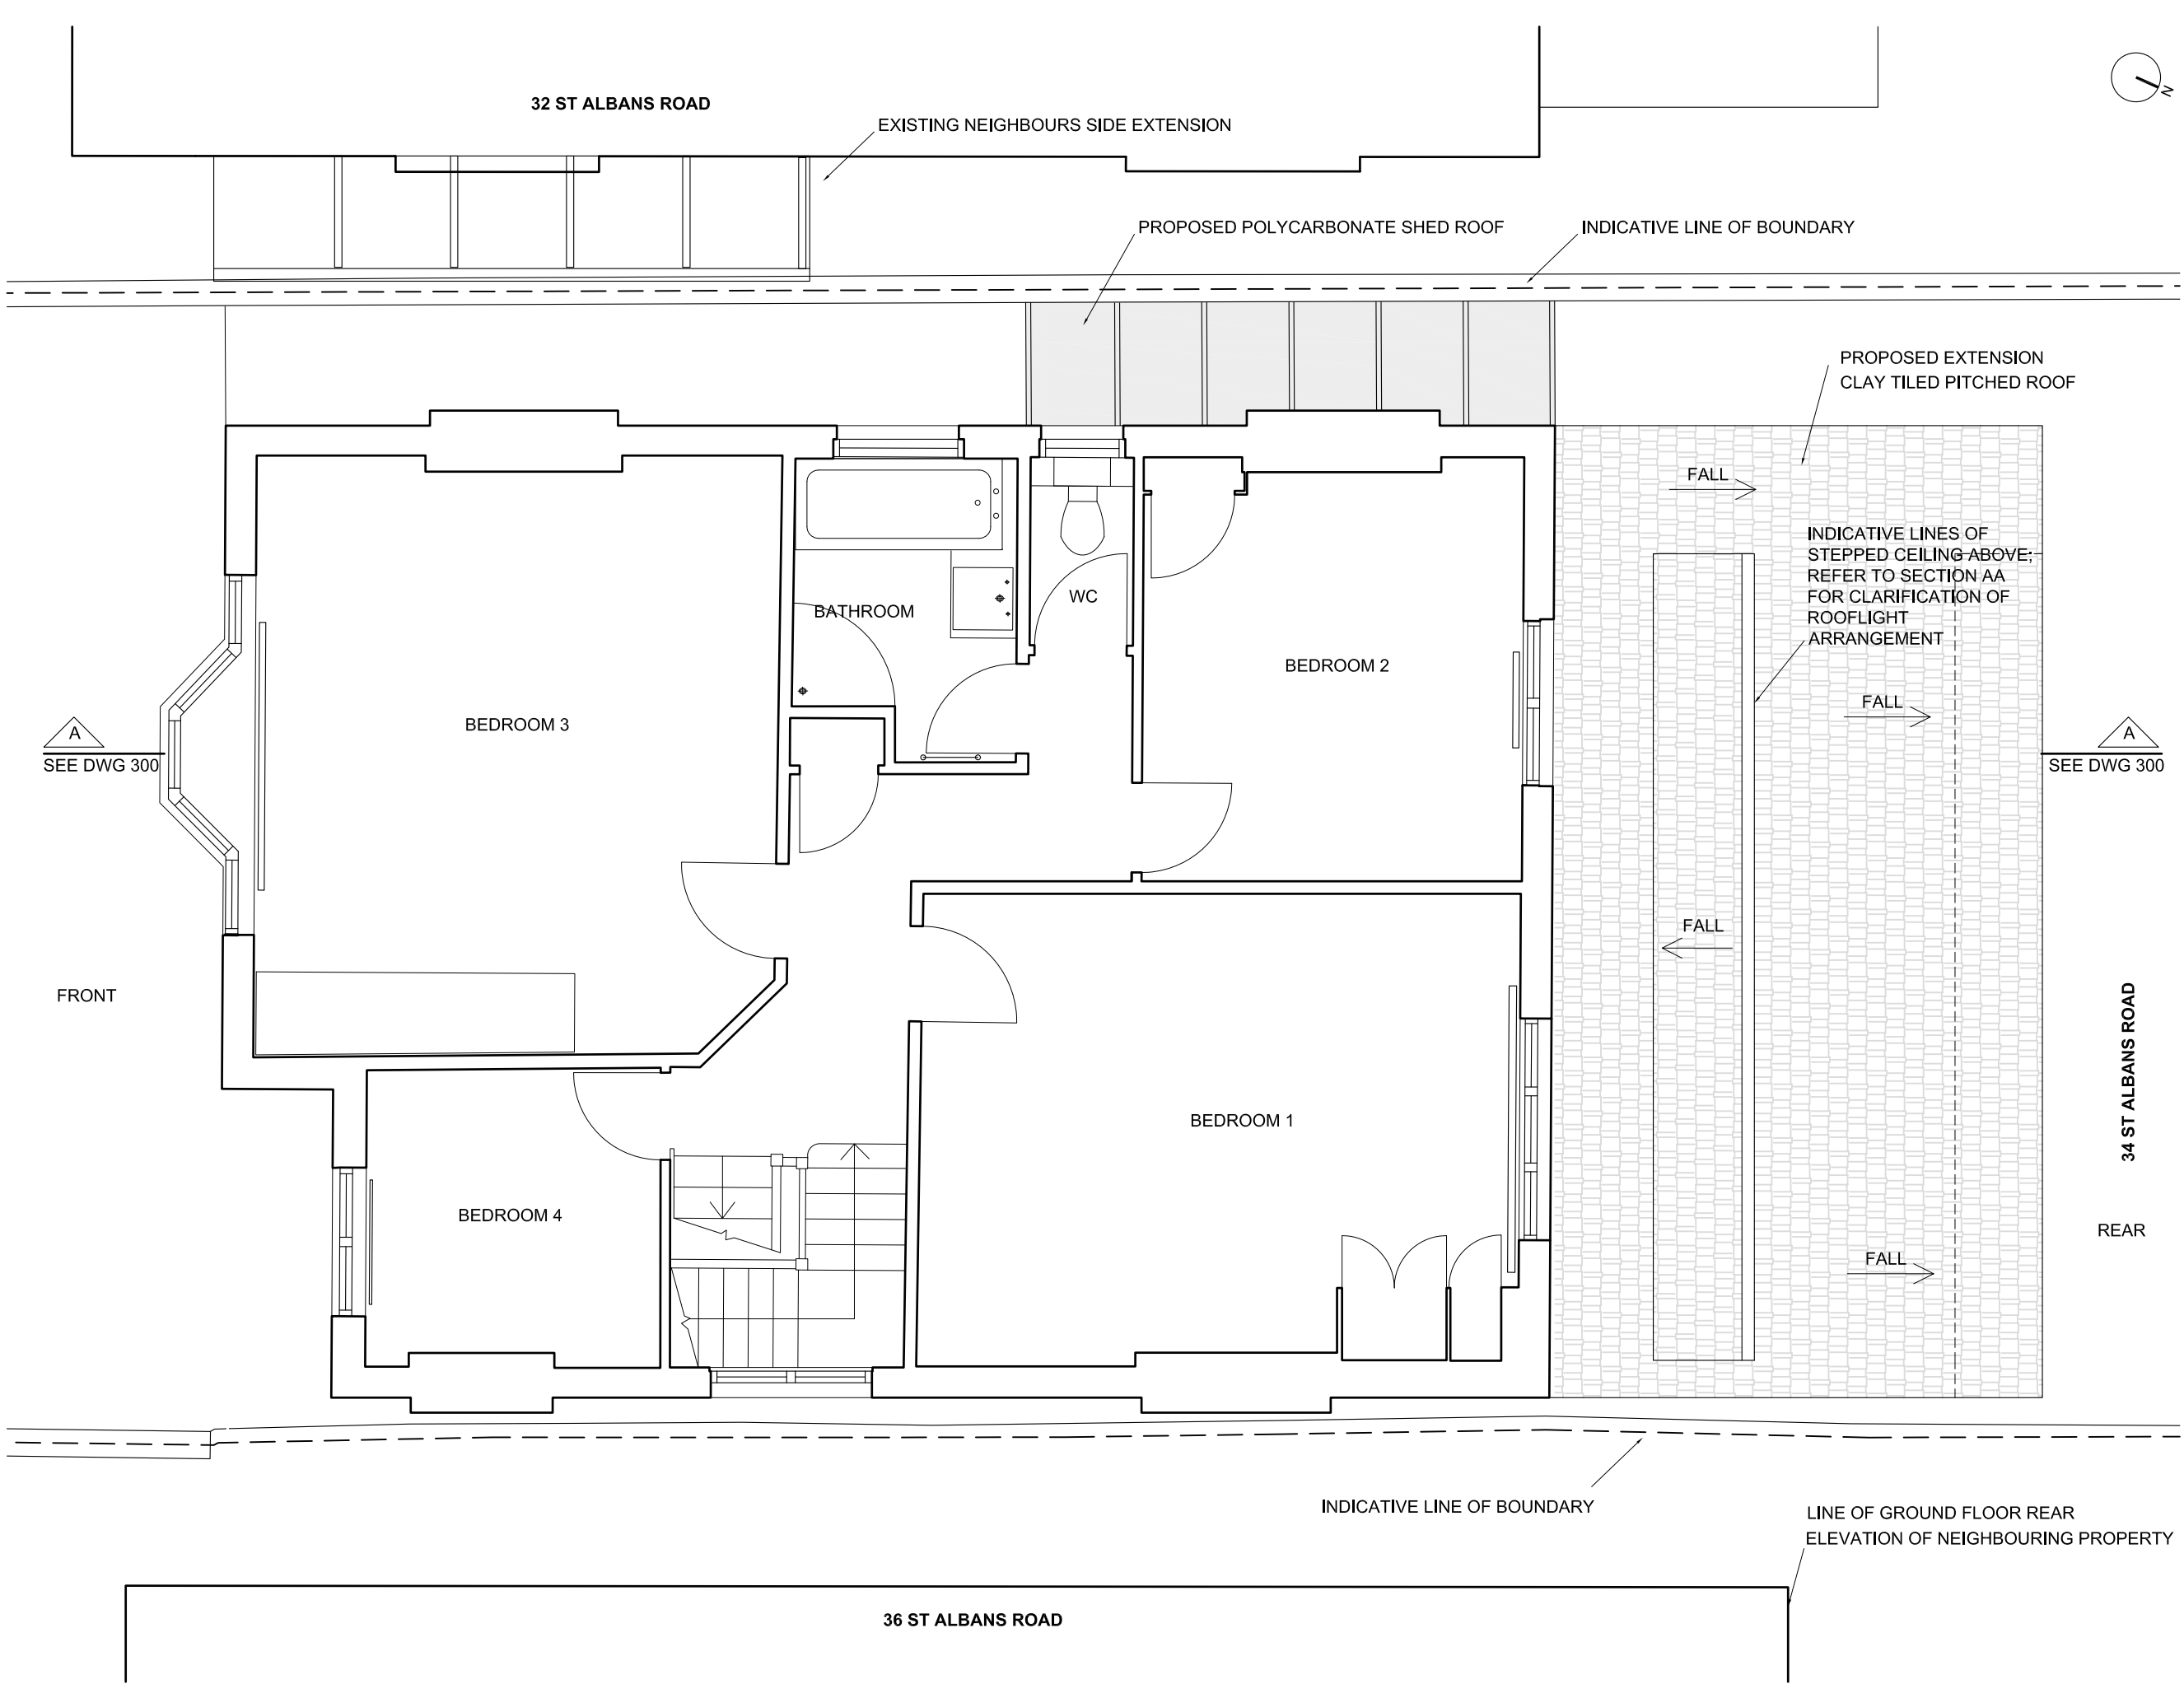 32 ST ALBANS ROAD
EXISTING NEIGHBOURS SIDE EXTENSION
N
PROPOSED POLYCARBONATE SHED ROOF
INDICATIVE LINE OF BOUNDARY
PROPOSED EXTENSION
CLAY TILED PITCHED ROOF
FALL
INDICATIVE LINES OF
STEPPED CEILING ABOVE;
REFER TO SECTION AA
FOR CLARIFICATION OF
ROOFLIGHT
ARRANGEMENT
BATHROOM
WC
BEDROOM 2
BEDROOM 3
FALL
A
SEE DWG 300
A
SEE DWG 300
FALL
FRONT
34 ST ALBANS ROAD
BEDROOM 1
BEDROOM 4
REAR
FALL
INDICATIVE LINE OF BOUNDARY
LINE OF GROUND FLOOR REAR
ELEVATION OF NEIGHBOURING PROPERTY
36 ST ALBANS ROAD